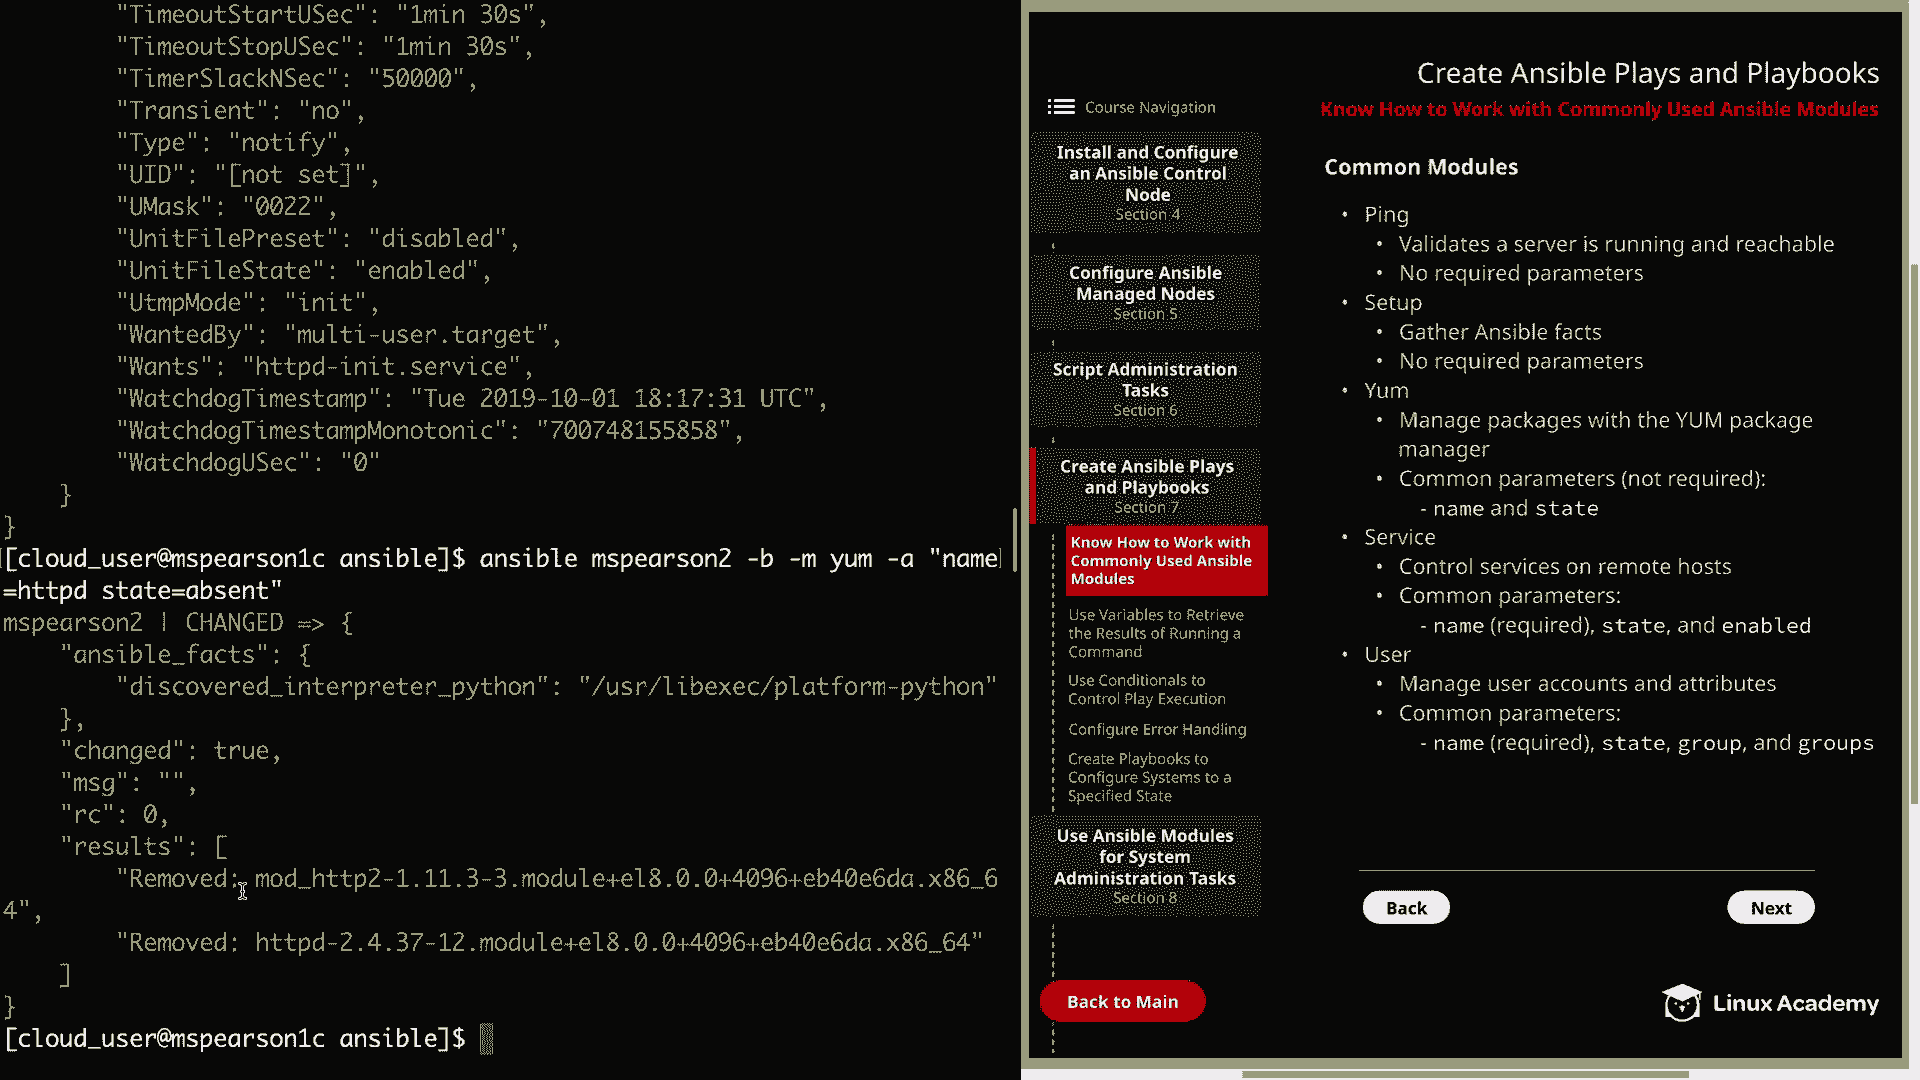 "TimeoutStartUSec": "1min 30s",
"TimeoutStopUSec": "1min 30s",
"TimerSlackNSec": "50000",
"Transient": "no",
"Type": "notify",
"UID": "[not set]",
"UMask": "0022",
"UnitFilePreset": "disabled",
"UnitFileState": "enabled",
"UtmpMode": "init",
"WantedBy": "multi-user.target",
"Wants": "httpd-init.service",
"WatchdogTimestamp": "Tue 2019-10-01 18:17:31 UTC",
"WatchdogTimestampMonotonic": "700748155858",
"WatchdogUSec": "0"
}
}
[cloud_user@mspearson1c ansible]$ ansible mspearson2 -b -m yum -a "name
=httpd state=absent"
mspearson2 | CHANGED => {
"ansible_facts": {
"discovered_interpreter_python": "/usr/libexec/platform-python"
},
"changed": true,
"msg": "",
"rc": 0,
"results": [
"Removed: mod_http2-1.11.3-3.module+el8.0.0+4096+eb40e6da.x86_6
4",
"Removed: httpd-2.4.37-12.module+el8.0.0+4096+eb40e6da.x86_64"
]
}
[cloud_user@mspearson1c ansible]$
Create Ansible Plays and Playbooks
Know How to Work with Commonly Used Ansible Modules
Course Navigation
Install and Configure
an Ansible Control
Node
Section 4
Configure Ansible
Managed Nodes
Section 5
Script Administration
Tasks
Section 6
Create Ansible Plays
and Playbooks
Section 7
Know How to Work with
Commonly Used Ansible
Modules
Use Variables to Retrieve
the Results of Running a
Command
Use Conditionals to
Control Play Execution
Configure Error Handling
Create Playbooks to
Configure Systems to a
Specified State
Use Ansible Modules
for System
Administration Tasks
Section 8
Back to Main
Common Modules
• Ping
• Validates a server is running and reachable
• No required parameters
• Setup
• Gather Ansible facts
• No required parameters
• Yum
• Manage packages with the YUM package
manager
• Common parameters (not required):
- name and state
• Service
• Control services on remote hosts
• Common parameters:
- name (required), state, and enabled
• User
• Manage user accounts and attributes
• Common parameters:
- name (required), state, group, and groups
Back
Next
Linux Academy